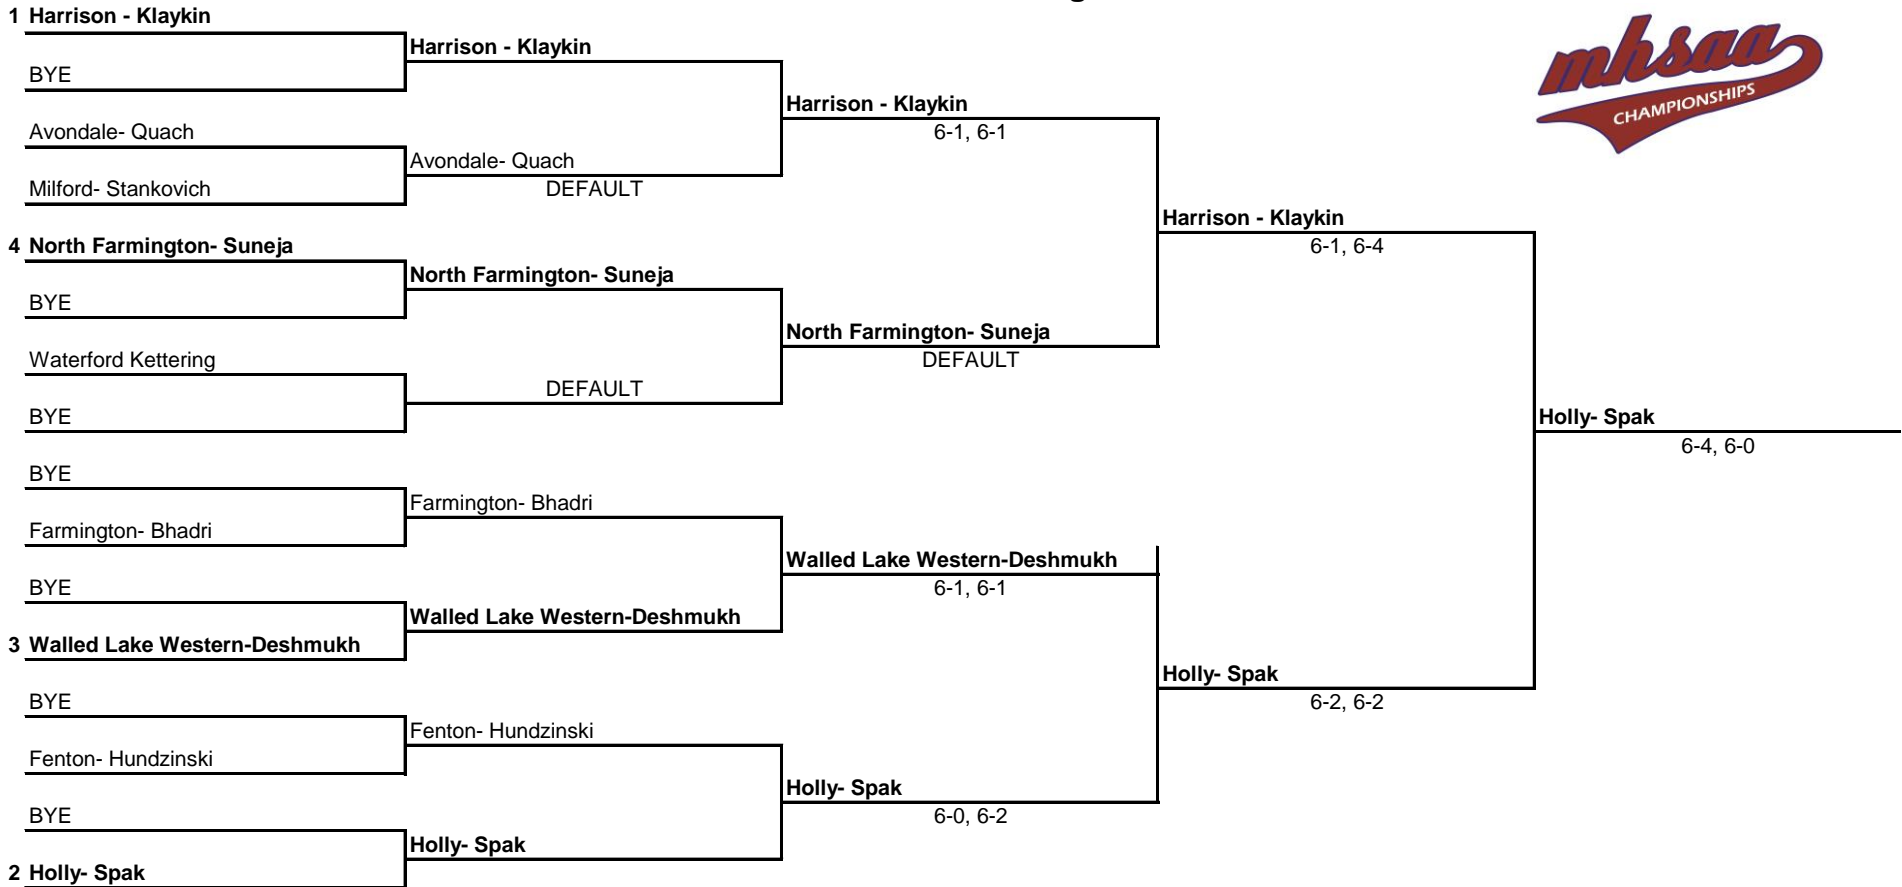 1 Harrison - Klaykin
BYE
Avondale- Quach
Milford- Stankovich
4 North Farmington- Suneja
BYE
Waterford Kettering
BYE
BYE
Farmington- Bhadri
BYE
3 Walled Lake Western-Deshmukh
BYE
Fenton- Hundzinski
BYE
2 Holly- Spak
Harrison - Klaykin
Avondale- Quach
DEFAULT
North Farmington- Suneja
DEFAULT
Farmington- Bhadri
Walled Lake Western-Deshmukh
Fenton- Hundzinski
Holly- Spak
Harrison - Klaykin
6-1, 6-1
North Farmington- Suneja
DEFAULT
Walled Lake Western-Deshmukh
6-1, 6-1
Holly- Spak
6-0, 6-2
Harrison - Klaykin
6-1, 6-4
Holly- Spak
6-2, 6-2
Holly- Spak
6-4, 6-0
mhsaa
CHAMPIONSHIPS